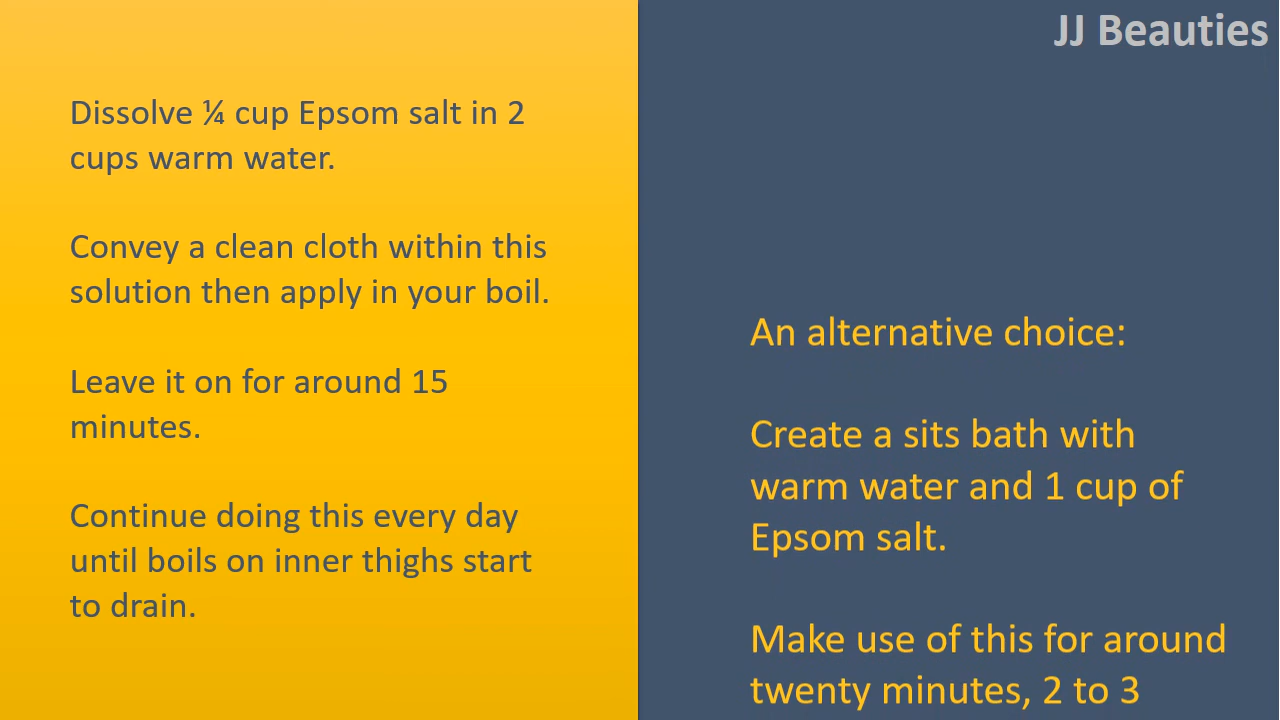 JJ Beauties
Dissolve ¼ cup Epsom salt in 2
cups warm water.
Convey a clean cloth within this
solution then apply in your boil.
Leave it on for around 15
minutes.
Continue doing this every day
until boils on inner thighs start
to drain.
An alternative choice:
Create a sits bath with
warm water and 1 cup of
Epsom salt.
Make use of this for around
twenty minutes, 2 to 3